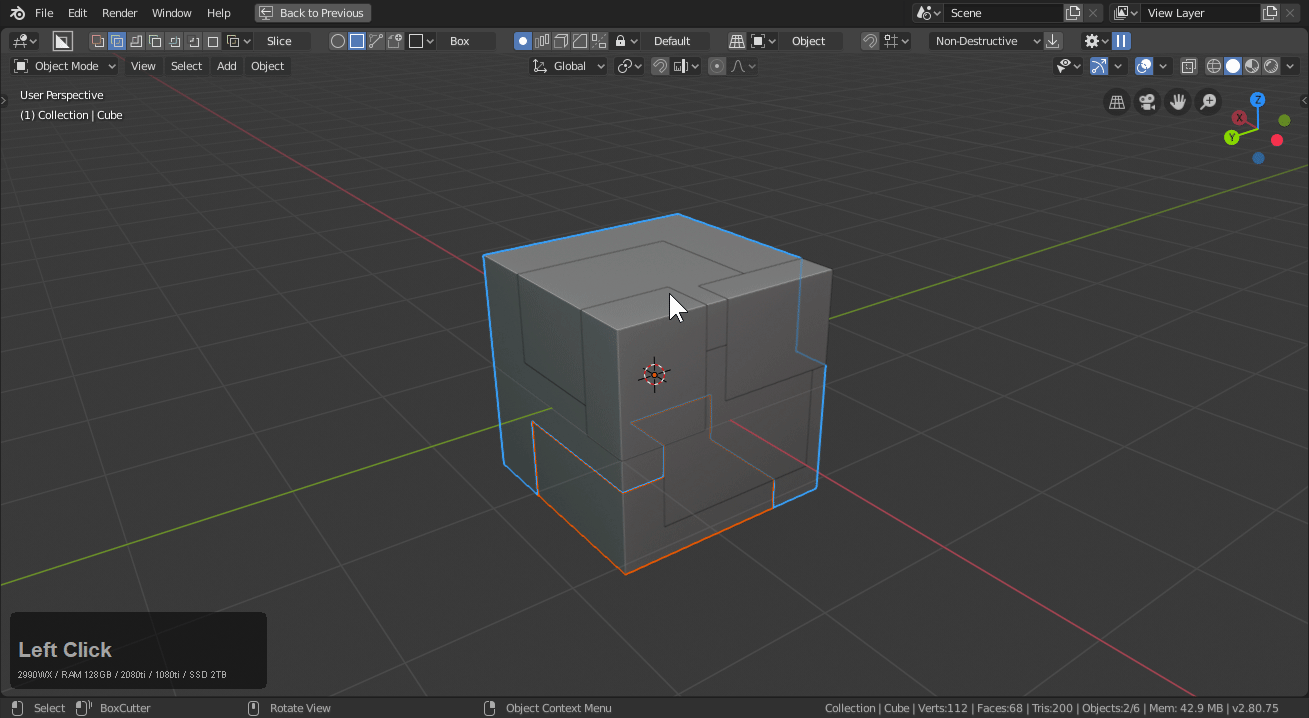 File Edit Render Window Help Back to Previous Scene View Layer
Slice Box Default Object Non-Destructive
Object Mode View Select Add Object Global
User Perspective
(1) Collection | Cube
Z
X
Y
Left Click
2990WX / RAM 128GB / 2080ti / 1080ti / SSD 2TB
Select BoxCutter Rotate View Object Context Menu Collection | Cube | Verts:112 | Faces:68 | Tris:200 | Objects:2/6 | Mem: 42.9 MB | v2.80.75